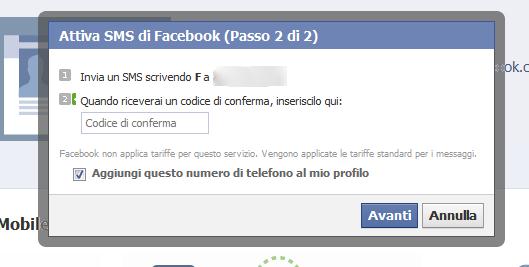 Attiva SMS di Facebook (Passo 2 di 2)
1 Invia un SMS scrivendo F a
2 Quando riceverai un codice di conferma, inseriscilo qui:
Codice di conferma
Facebook non applica tariffe per questo servizio. Vengono applicate le tariffe standard per i messaggi.
Aggiungi questo numero di telefono al mio profilo
Avanti Annulla
Mobile